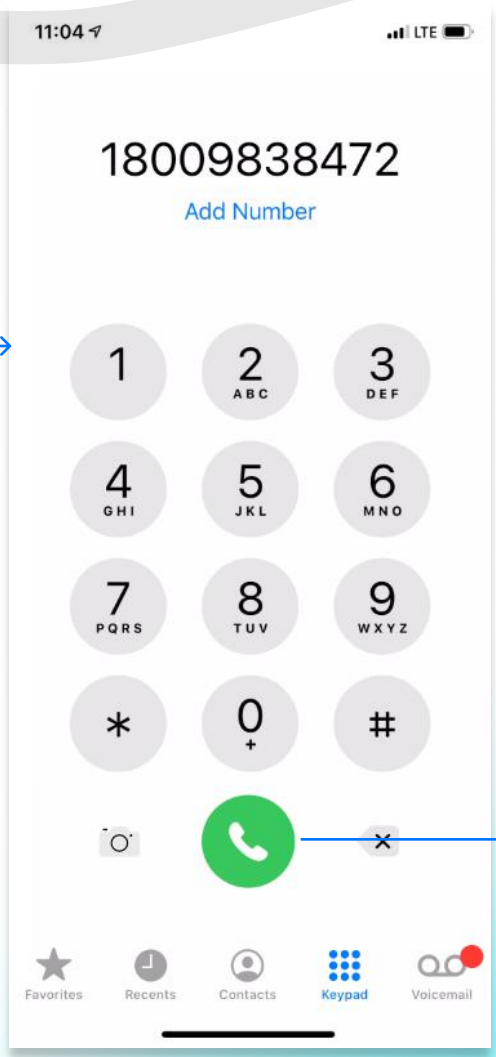 11:04 LTE
18009838472
Add Number
1 2 3
ABC DEF
4 5 6
GHI JKL MNO
7 8 9
PQRS TUV WXYZ
* 0 #
+
Favorites Recents Contacts Keypad Voicemail